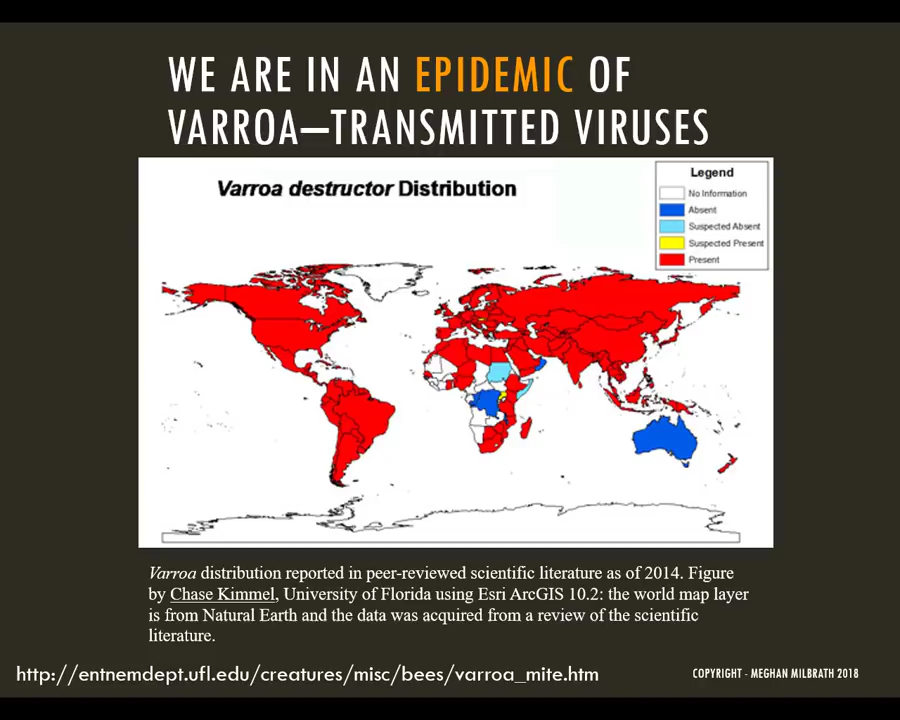 WE ARE IN AN EPIDEMIC OF
VARROA—TRANSMITTED VIRUSES
Varroa destructor Distribution
Legend
No Information
Absent
Suspected Absent
Suspected Present
Present
Varroa distribution reported in peer-reviewed scientific literature as of 2014. Figure
by Chase Kimmel, University of Florida using Esri ArcGIS 10.2: the world map layer
is from Natural Earth and the data was acquired from a review of the scientific
literature.
http://entnemdept.ufl.edu/creatures/misc/bees/varroa_mite.htm
COPYRIGHT - MEGHAN MILBRATH 2018